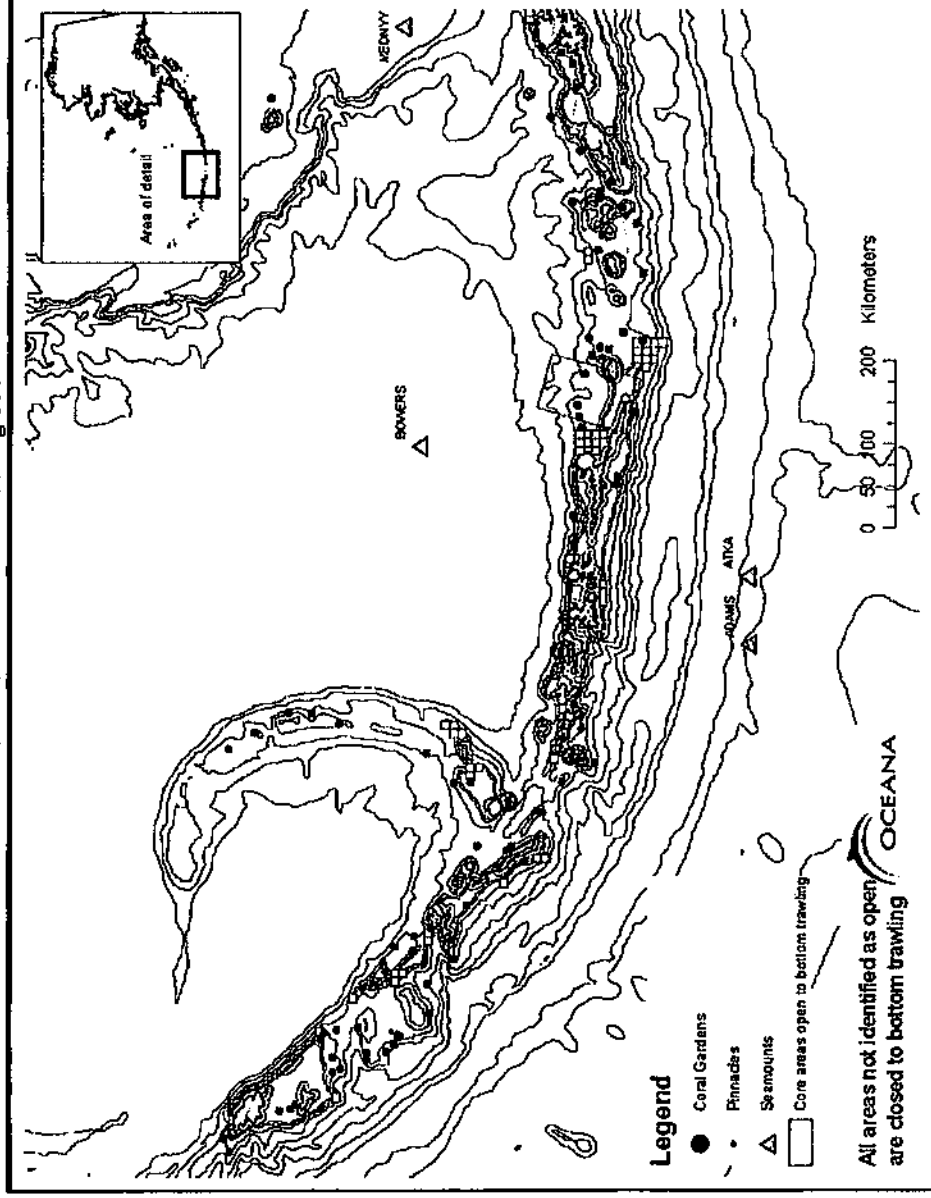 Area of detail
MEDNYY
BOWERS
ADAMS
ATKA
0 50 100 200 Kilometers
Legend
Coral Gardens
Pinnacles
Seamounts
Core areas open to bottom trawling
All areas not identified as open
are closed to bottom trawling
OCEANA